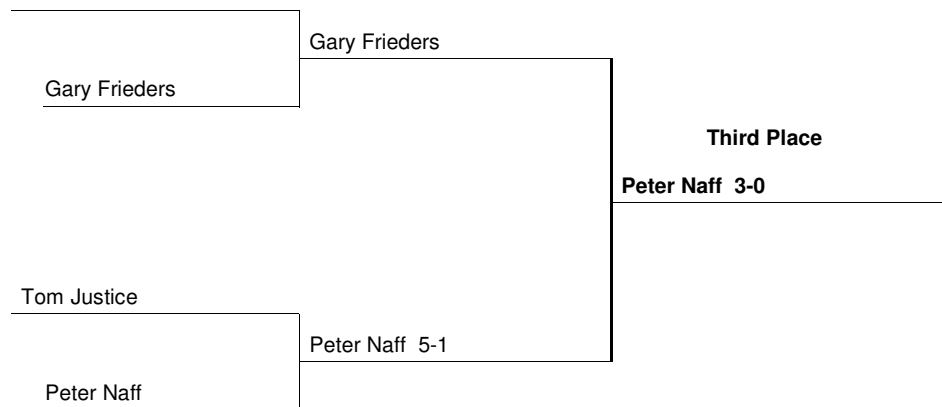 Gary Frieders
Gary Frieders
Third Place
Peter Naff 3-0
Tom Justice
Peter Naff 5-1
Peter Naff